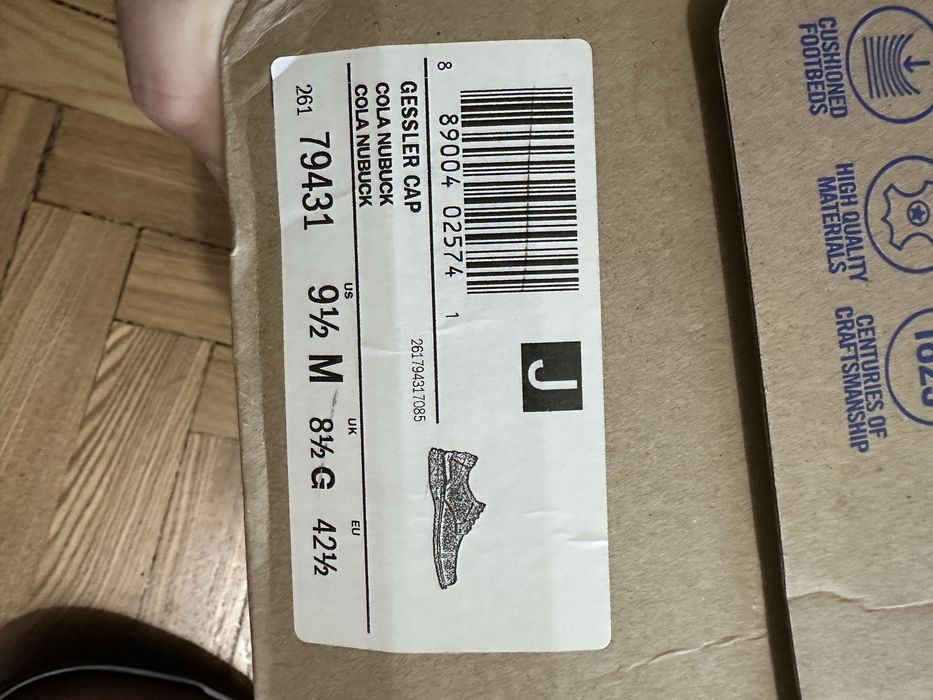 8 89004 02574 1
J
GESSLER CAP
COLA NUBUCK
COLA NUBUCK
261794317085
US UK EU
261 79431 9½ M 8½ G 42½
CUSHIONED
FOOTBEDS
HIGH QUALITY
MATERIALS
1825
CENTURIES OF
CRAFTSMANSHIP